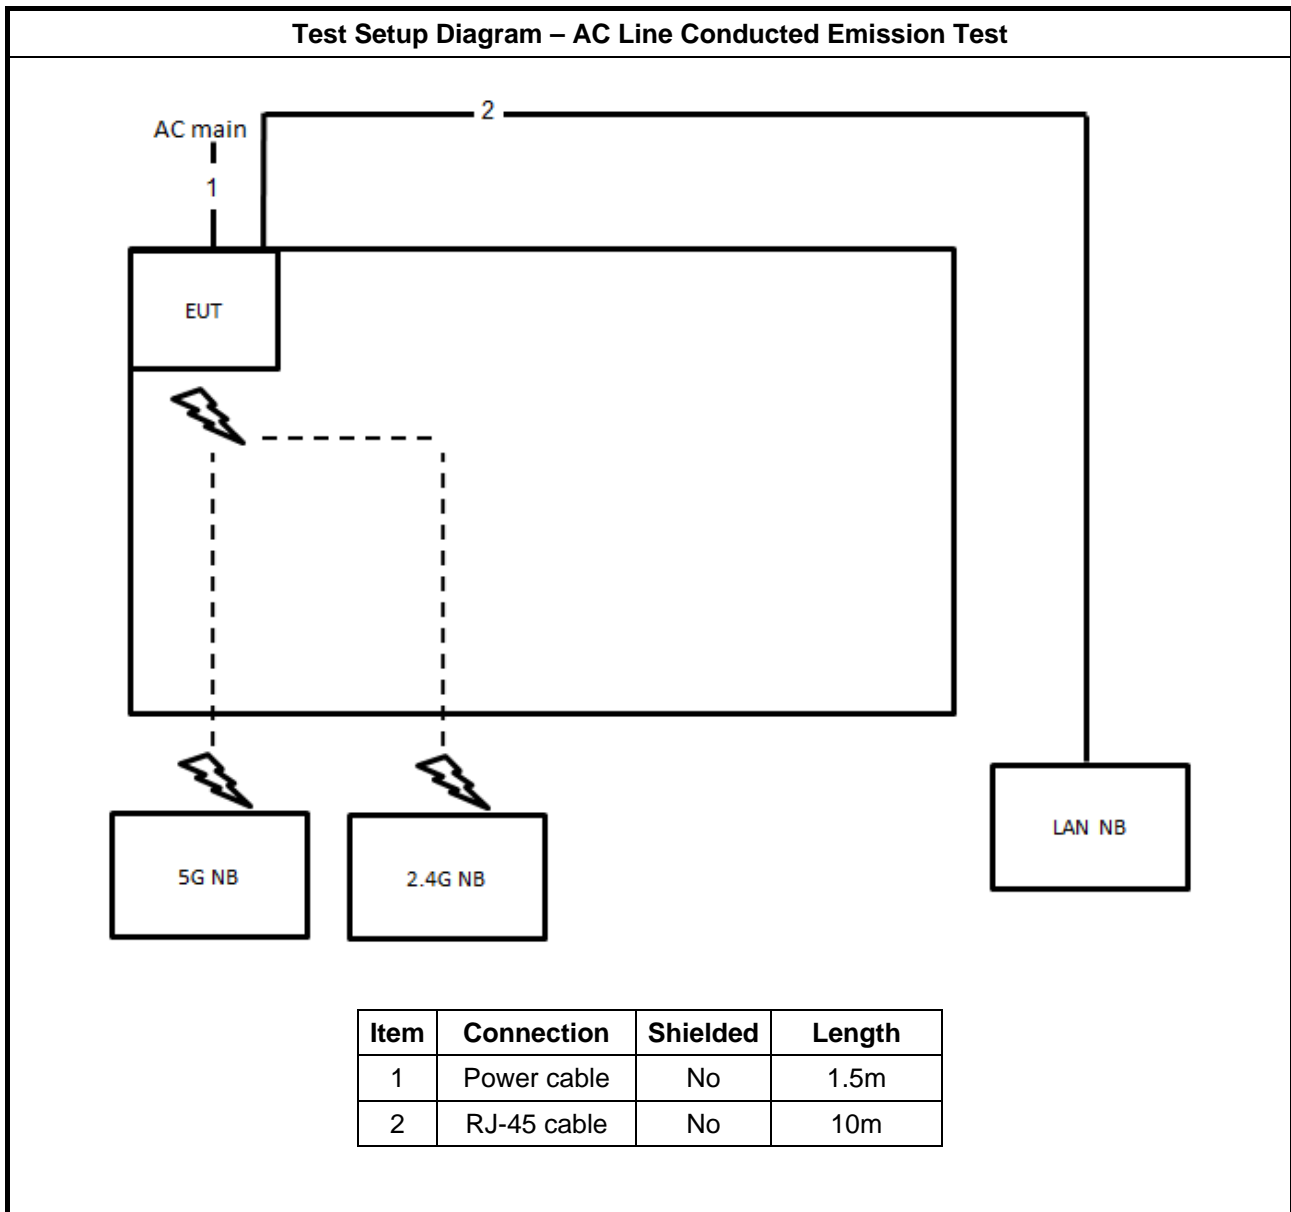 Test Setup Diagram – AC Line Conducted Emission Test
2
AC main
1
EUT
LAN NB
5G NB
2.4G NB
Item Connection Shielded Length
1 Power cable No 1.5m
2 RJ-45 cable No 10m